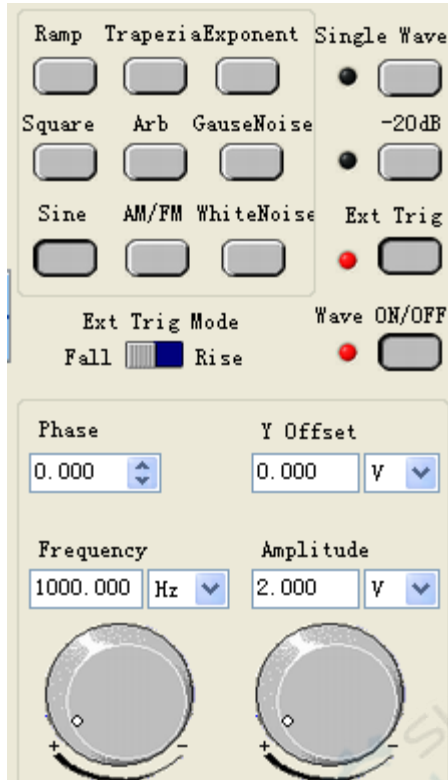 Ramp TrapeziaExponent Single Wave
Square Arb GauseNoise -20dB
Sine AM/FM WhiteNoise Ext Trig
Ext Trig Mode Wave ON/OFF
Fall Rise
Phase Y Offset
0.000 0.000 V
Frequency Amplitude
1000.000 Hz 2.000 V
+ - + -